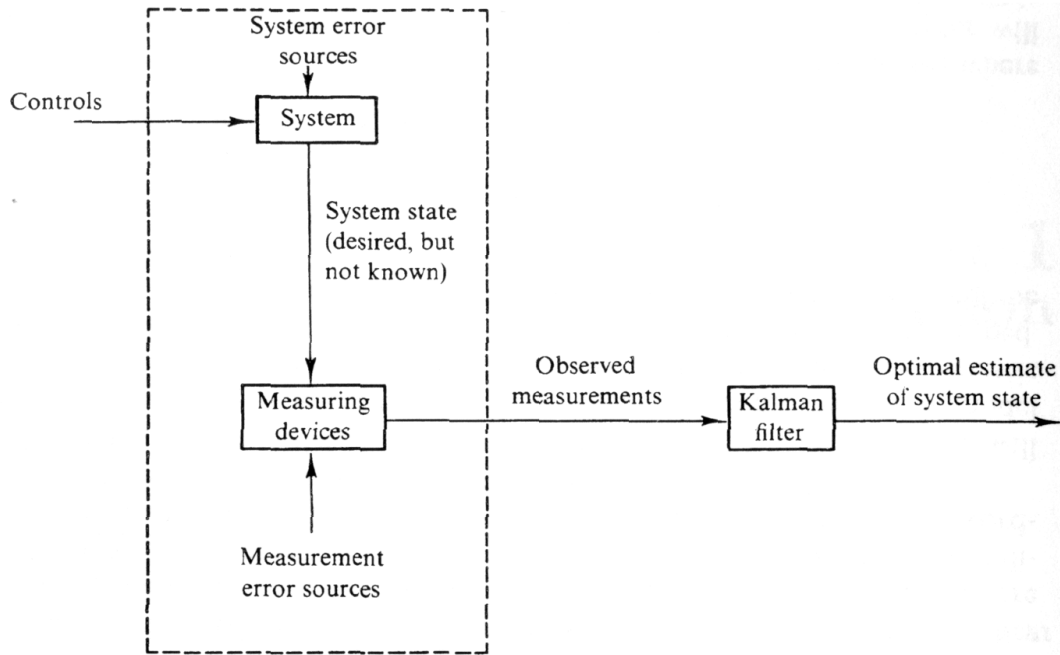 System error
sources
Controls
System
System state
(desired, but
not known)
Measuring
devices
Observed
measurements
Kalman
filter
Optimal estimate
of system state
Measurement
error sources